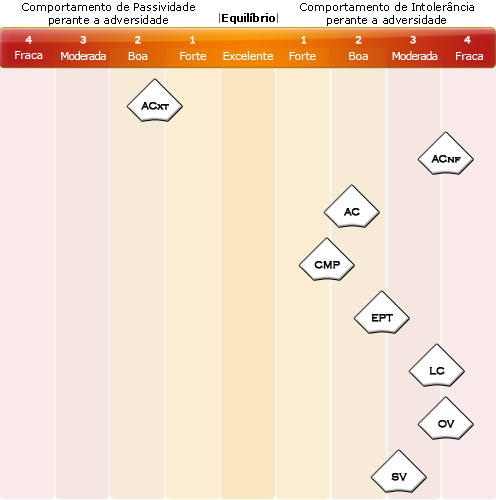 Comportamento de Passividade
perante a adversidade
|Equilíbrio|
Comportamento de Intolerância
perante a adversidade
4 3 2 1 1 2 3 4
Fraca Moderada Boa Forte Excelente Forte Boa Moderada Fraca
ACXT
ACNF
AC
CMP
EPT
LC
OV
SV